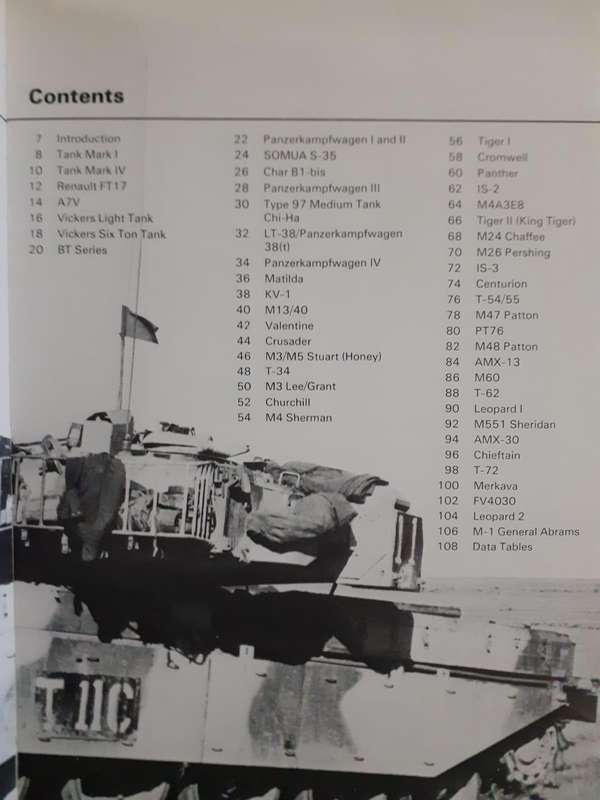 Contents
7 Introduction
8 Tank Mark I
10 Tank Mark IV
12 Renault FT17
14 A7V
16 Vickers Light Tank
18 Vickers Six Ton Tank
20 BT Series
22 Panzerkampfwagen I and II
24 SOMUA S-35
26 Char B1-bis
28 Panzerkampfwagen III
30 Type 97 Medium Tank
Chi-Ha
32 LT-38/Panzerkampfwagen
38(t)
34 Panzerkampfwagen IV
36 Matilda
38 KV-1
40 M13/40
42 Valentine
44 Crusader
46 M3/M5 Stuart (Honey)
48 T-34
50 M3 Lee/Grant
52 Churchill
54 M4 Sherman
56 Tiger I
58 Cromwell
60 Panther
62 IS-2
64 M4A3E8
66 Tiger II (King Tiger)
68 M24 Chaffee
70 M26 Pershing
72 IS-3
74 Centurion
76 T-54/55
78 M47 Patton
80 PT76
82 M48 Patton
84 AMX-13
86 M60
88 T-62
90 Leopard I
92 M551 Sheridan
94 AMX-30
96 Chieftain
98 T-72
100 Merkava
102 FV4030
104 Leopard 2
106 M-1 General Abrams
108 Data Tables
T 11C